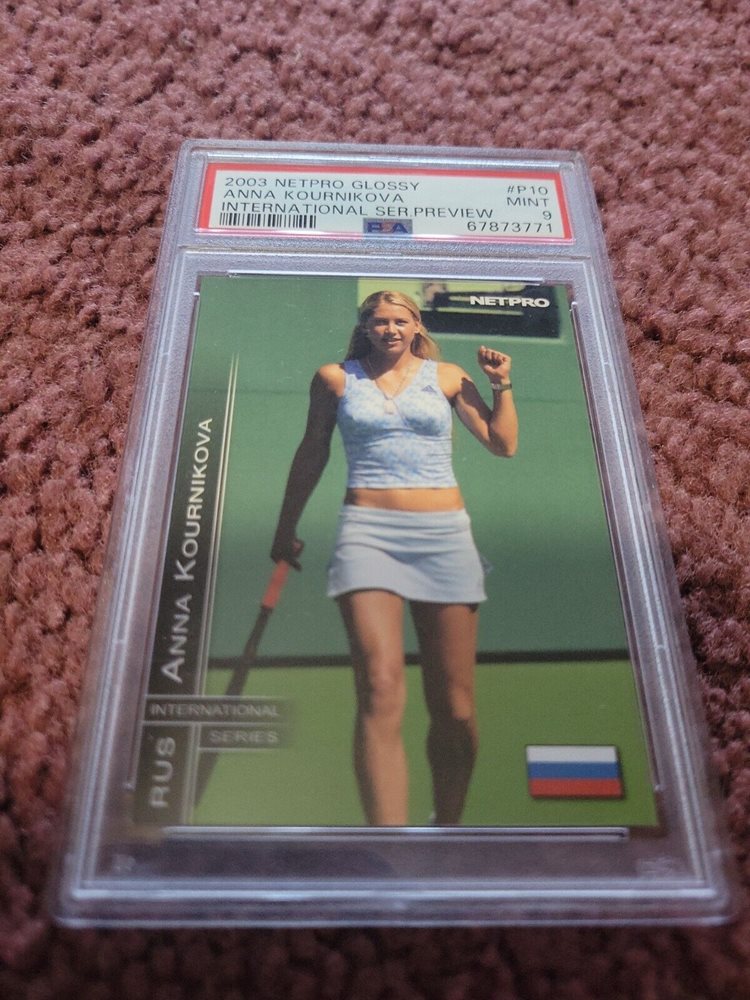 2003 NETPRO GLOSSY #P10
ANNA KOURNIKOVA MINT
INTERNATIONAL SER.PREVIEW 9
PSA 67873771
NETPRO
ANNA KOURNIKOVA
INTERNATIONAL
SERIES
RUS